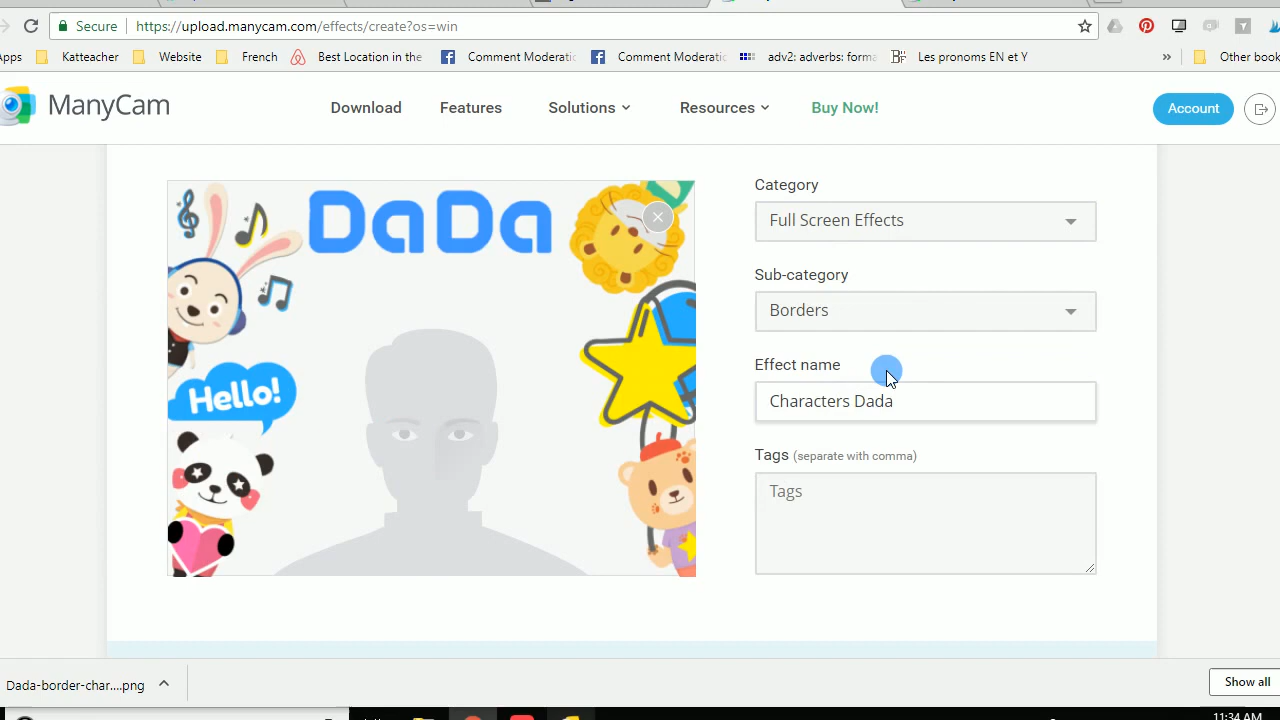 Secure
https://upload.manycam.com/effects/create?os=win
Apps
Katteacher
Website
French
Best Location in the
Comment Moderatic
Comment Moderatic
adv2: adverbs: forma
Les pronoms EN et Y
»
Other book
ManyCam
Download
Features
Solutions
Resources
Buy Now!
Account
DaDa
Hello!
Category
Full Screen Effects
Sub-category
Borders
Effect name
Characters Dada
Tags (separate with comma)
Tags
Dada-border-char....png
Show all
11:34 AM